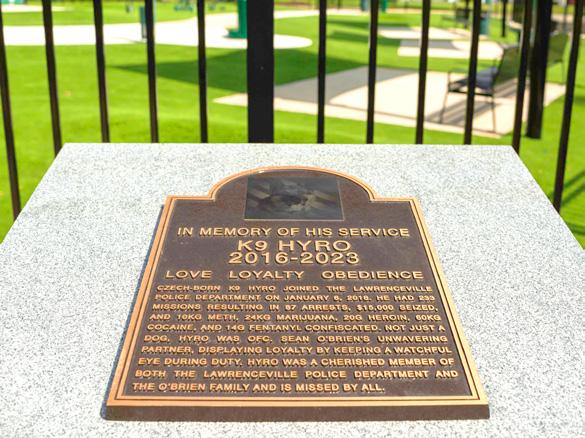 IN MEMORY OF HIS SERVICE
K9 HYRO
2016-2023
LOVE LOYALTY OBEDIENCE
CZECH-BORN K9 HYRO JOINED THE LAWRENCEVILLE
POLICE DEPARTMENT ON JANUARY 6, 2018. HE HAD 233
MISSIONS RESULTING IN 67 ARRESTS, $15,000 SEIZED,
AND 10KG METH, 24KG MARIJUANA, 20G HEROIN, 60KG
COCAINE, AND 14G FENTANYL CONFISCATED. NOT JUST A
DOG, HYRO WAS OFC. SEAN O'BRIEN'S UNWAVERING
PARTNER, DISPLAYING LOYALTY BY KEEPING A WATCHFUL
EYE DURING DUTY. HYRO WAS A CHERISHED MEMBER OF
BOTH THE LAWRENCEVILLE POLICE DEPARTMENT AND
THE O'BRIEN FAMILY AND IS MISSED BY ALL.